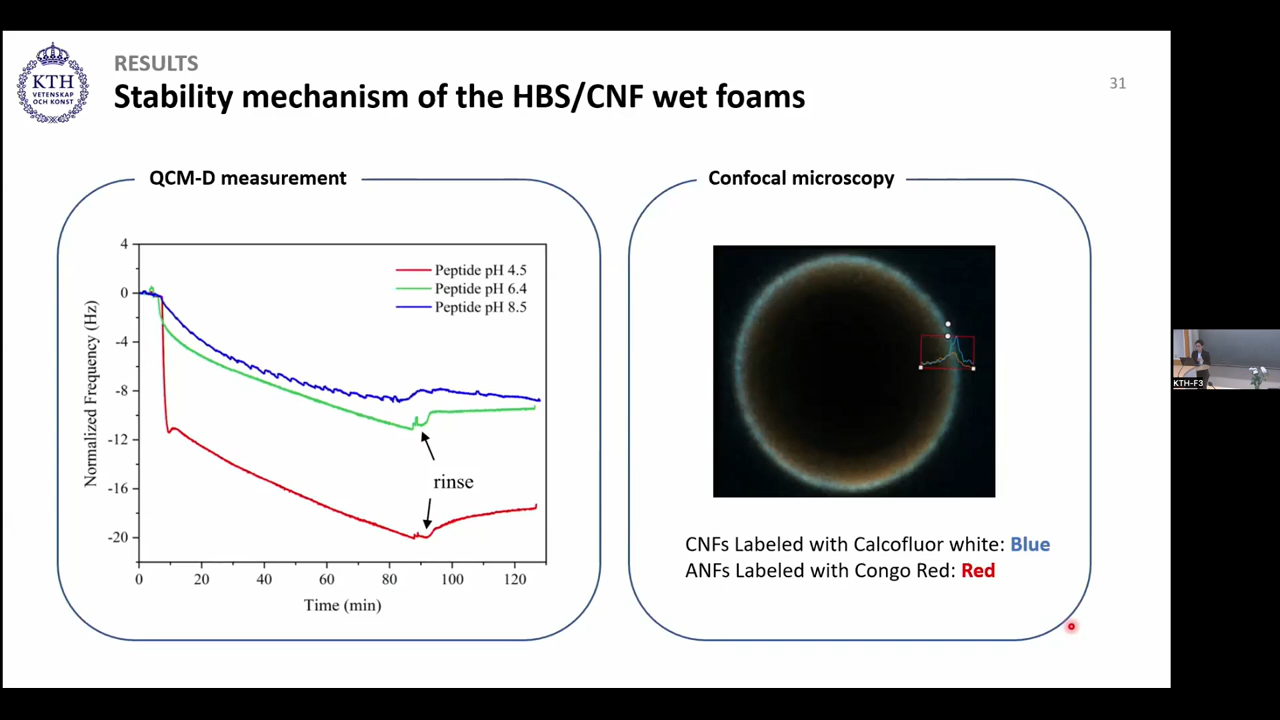 KTH
VETENSKAP
OCH KONST
RESULTS
Stability mechanism of the HBS/CNF wet foams
31
QCM-D measurement
4
0
-4
-8
-12
-16
-20
Normalized Frequency (Hz)
Peptide pH 4.5
Peptide pH 6.4
Peptide pH 8.5
rinse
0 20 40 60 80 100 120
Time (min)
Confocal microscopy
CNFs Labeled with Calcofluor white: Blue
ANFs Labeled with Congo Red: Red
KTH-F3